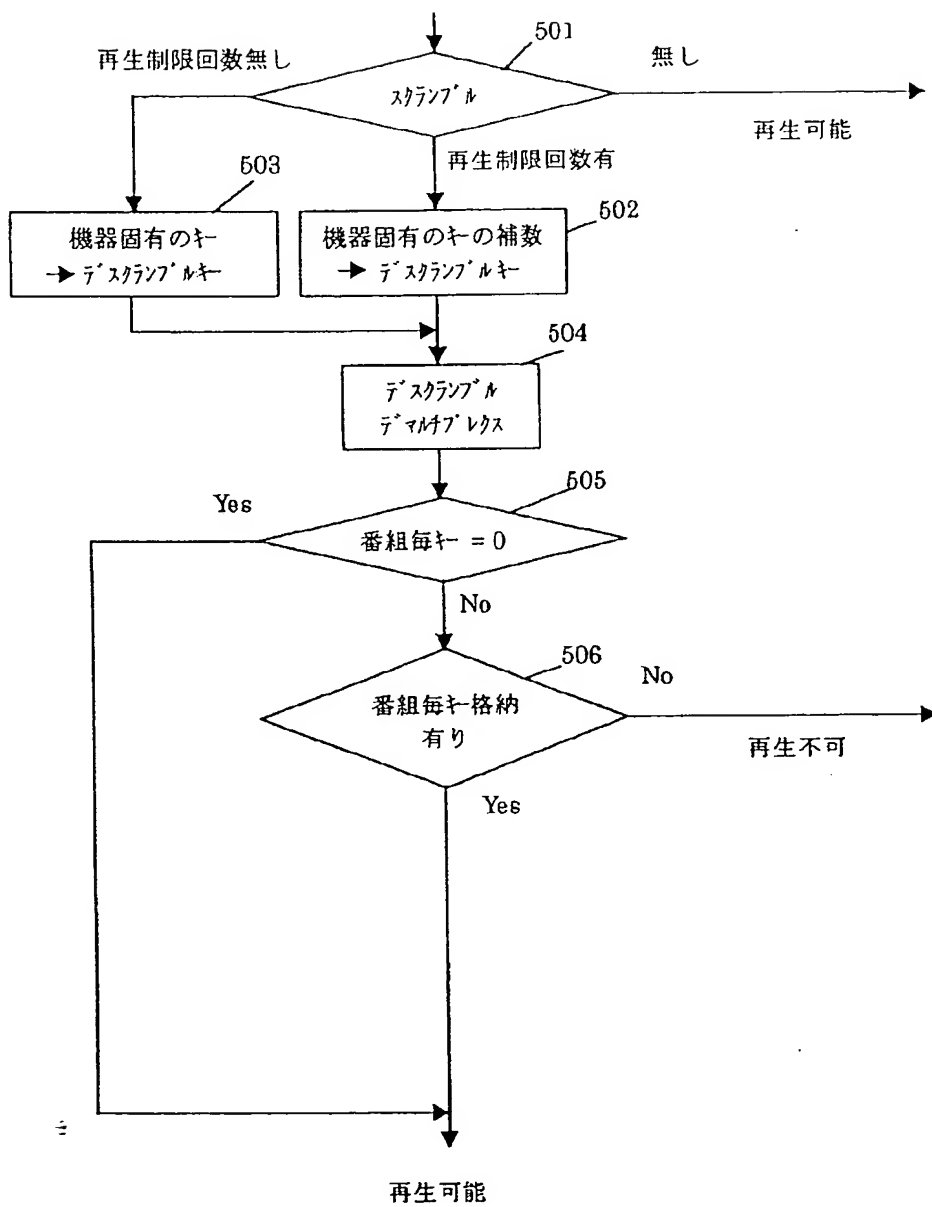 501
再生制限回数無し
無し
スクランブル
再生可能
再生制限回数有
503
502
機器固有のキー
→ デスクランブルキー
機器固有のキーの補数
→ デスクランブルキー
504
デスクランブル
デマルチプレクス
505
Yes
番組毎キー = 0
No
506
No
番組毎キー格納
有り
再生不可
Yes
再生可能